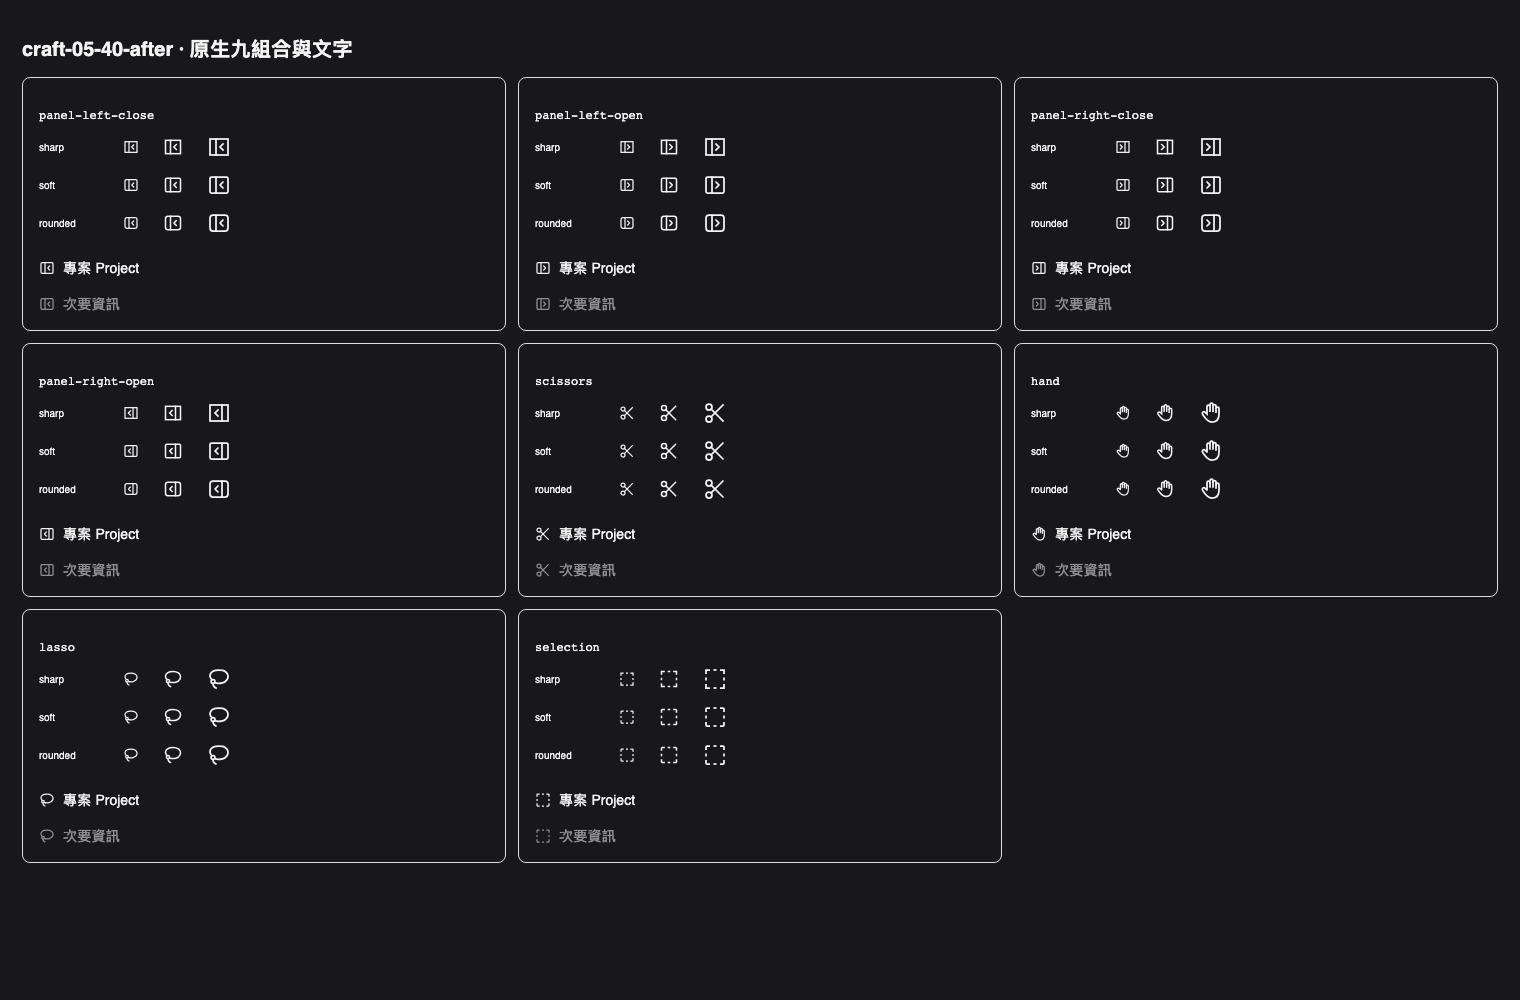 craft-05-40-after · 原生九組合與文字
panel-left-close
sharp
soft
rounded
專案 Project
次要資訊
panel-left-open
sharp
soft
rounded
專案 Project
次要資訊
panel-right-close
sharp
soft
rounded
專案 Project
次要資訊
panel-right-open
sharp
soft
rounded
專案 Project
次要資訊
scissors
sharp
soft
rounded
專案 Project
次要資訊
hand
sharp
soft
rounded
專案 Project
次要資訊
lasso
sharp
soft
rounded
專案 Project
次要資訊
selection
sharp
soft
rounded
專案 Project
次要資訊